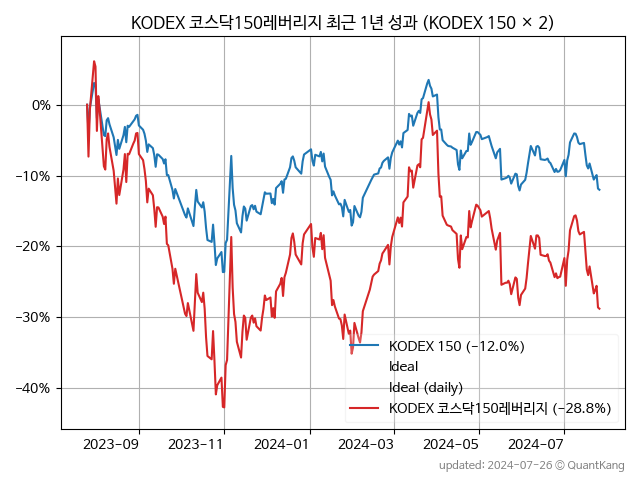 KODEX 코스닥150레버리지 최근 1년 성과 (KODEX 150 × 2)
0%
−10%
−20%
−30%
−40%
KODEX 150 (−12.0%)
Ideal
Ideal (daily)
KODEX 코스닥150레버리지 (−28.8%)
2023−09 2023−11 2024−01 2024−03 2024−05 2024−07
updated: 2024-07-26 © QuantKang